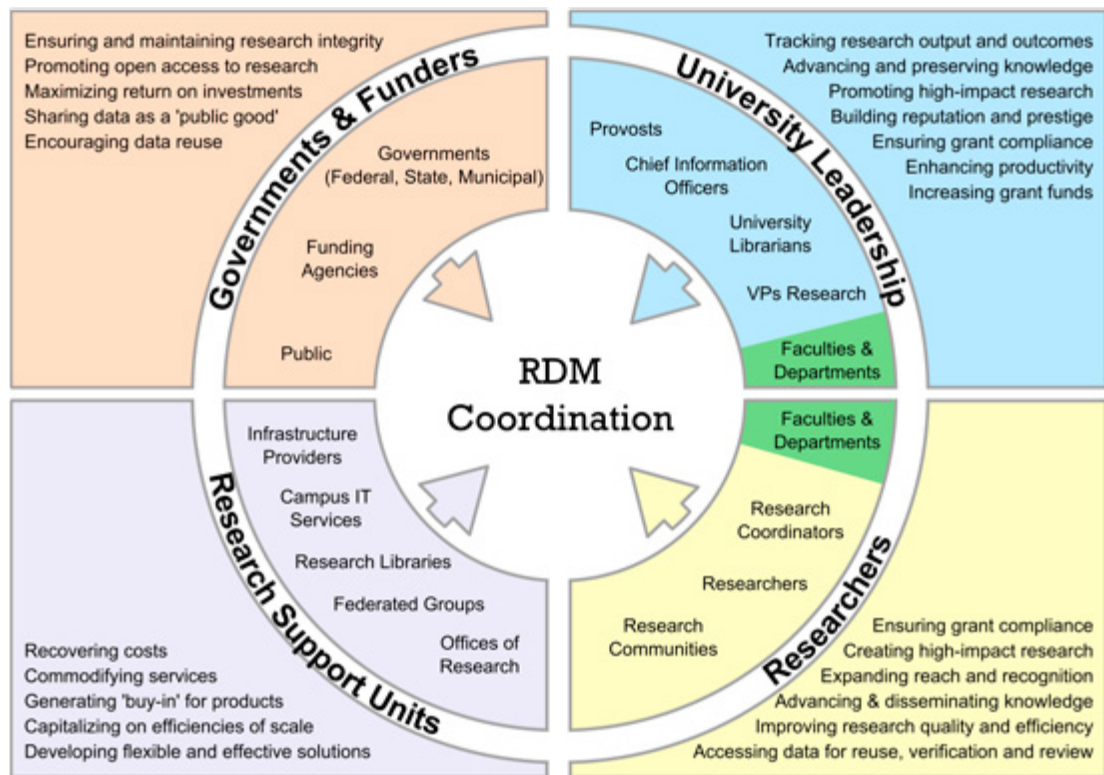 Ensuring and maintaining research integrity
Promoting open access to research
Maximizing return on investments
Sharing data as a 'public good'
Encouraging data reuse
Governments & Funders
Governments
(Federal, State, Municipal)
Funding
Agencies
Public
University Leadership
Tracking research output and outcomes
Advancing and preserving knowledge
Promoting high-impact research
Building reputation and prestige
Ensuring grant compliance
Enhancing productivity
Increasing grant funds
Provosts
Chief Information
Officers
University
Librarians
VPs Research
Faculties &
Departments
RDM
Coordination
Infrastructure
Providers
Campus IT
Services
Research Libraries
Federated Groups
Offices of
Research
Research Support Units
Recovering costs
Commodifying services
Generating 'buy-in' for products
Capitalizing on efficiencies of scale
Developing flexible and effective solutions
Faculties &
Departments
Research
Coordinators
Researchers
Research
Communities
Researchers
Ensuring grant compliance
Creating high-impact research
Expanding reach and recognition
Advancing & disseminating knowledge
Improving research quality and efficiency
Accessing data for reuse, verification and review